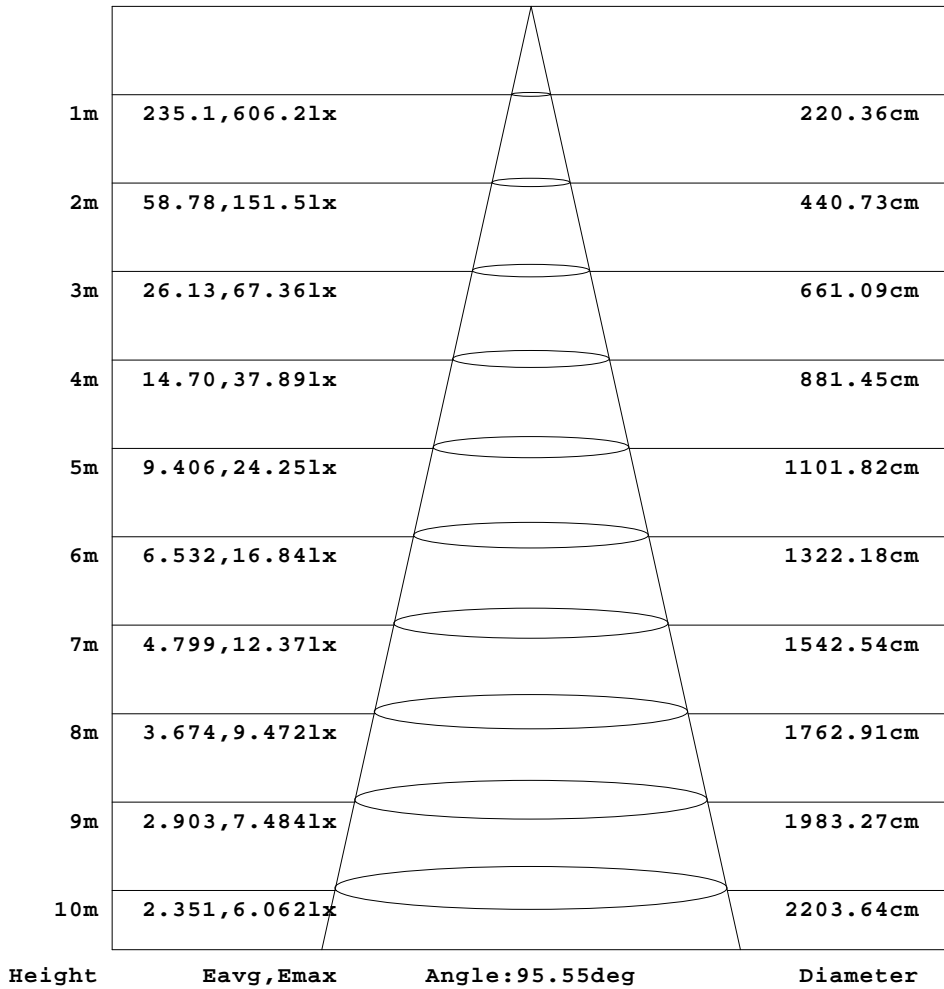 1m 235.1,606.2lx 220.36cm
2m 58.78,151.5lx 440.73cm
3m 26.13,67.36lx 661.09cm
4m 14.70,37.89lx 881.45cm
5m 9.406,24.25lx 1101.82cm
6m 6.532,16.84lx 1322.18cm
7m 4.799,12.37lx 1542.54cm
8m 3.674,9.472lx 1762.91cm
9m 2.903,7.484lx 1983.27cm
10m 2.351,6.062lx 2203.64cm
Height Eavg,Emax Angle:95.55deg Diameter